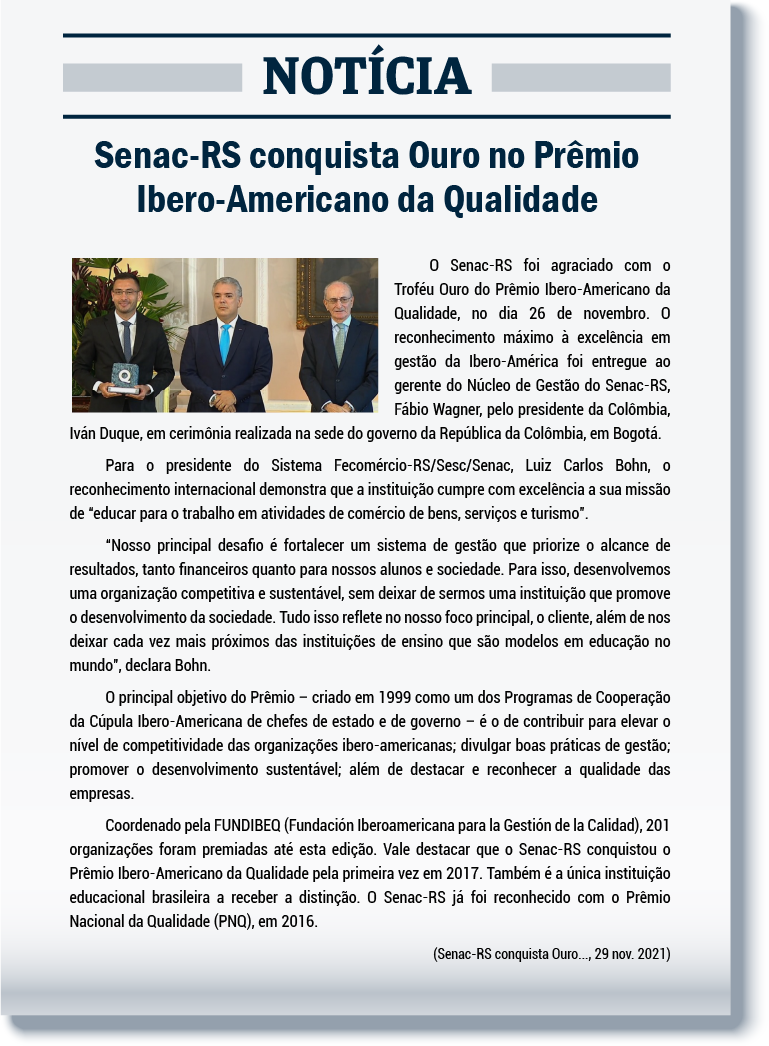 NOTÍCIA
Senac-RS conquista Ouro no Prêmio
Ibero-Americano da Qualidade
O Senac-RS foi agraciado com o
Troféu Ouro do Prêmio Ibero-Americano da
Qualidade, no dia 26 de novembro. O
reconhecimento máximo à excelência em
gestão da Ibero-América foi entregue ao
gerente do Núcleo de Gestão do Senac-RS,
Fábio Wagner, pelo presidente da Colômbia,
Iván Duque, em cerimônia realizada na sede do governo da República da Colômbia, em Bogotá.
Para o presidente do Sistema Fecomércio-RS/Sesc/Senac, Luiz Carlos Bohn, o
reconhecimento internacional demonstra que a instituição cumpre com excelência a sua missão
de “educar para o trabalho em atividades de comércio de bens, serviços e turismo”.
“Nosso principal desafio é fortalecer um sistema de gestão que priorize o alcance de
resultados, tanto financeiros quanto para nossos alunos e sociedade. Para isso, desenvolvemos
uma organização competitiva e sustentável, sem deixar de sermos uma instituição que promove
o desenvolvimento da sociedade. Tudo isso reflete no nosso foco principal, o cliente, além de nos
deixar cada vez mais próximos das instituições de ensino que são modelos em educação no
mundo”, declara Bohn.
O principal objetivo do Prêmio – criado em 1999 como um dos Programas de Cooperação
da Cúpula Ibero-Americana de chefes de estado e de governo – é o de contribuir para elevar o
nível de competitividade das organizações ibero-americanas; divulgar boas práticas de gestão;
promover o desenvolvimento sustentável; além de destacar e reconhecer a qualidade das
empresas.
Coordenado pela FUNDIBEQ (Fundación Iberoamericana para la Gestión de la Calidad), 201
organizações foram premiadas até esta edição. Vale destacar que o Senac-RS conquistou o
Prêmio Ibero-Americano da Qualidade pela primeira vez em 2017. Também é a única instituição
educacional brasileira a receber a distinção. O Senac-RS já foi reconhecido com o Prêmio
Nacional da Qualidade (PNQ), em 2016.
(Senac-RS conquista Ouro..., 29 nov. 2021)